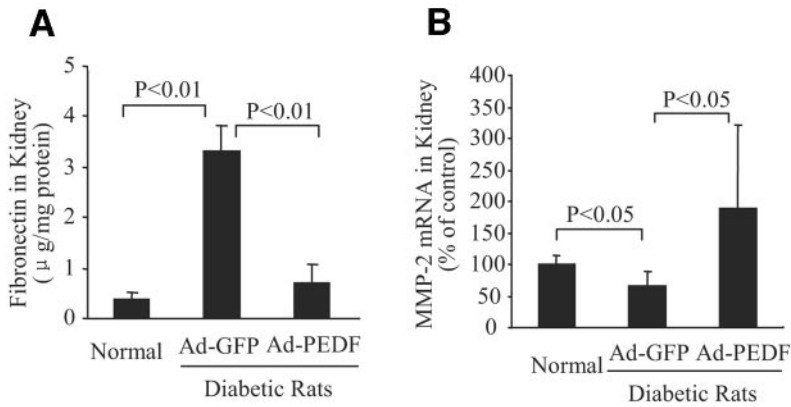 A
Fibronectin in Kidney
(μ g/mg protein)
5
4
3
2
1
0
P<0.01
P<0.01
Normal
Ad-GFP
Ad-PEDF
Diabetic Rats
B
MMP-2 mRNA in Kidney
(% of control)
400
350
300
250
200
150
100
50
0
P<0.05
P<0.05
Normal
Ad-GFP
Ad-PEDF
Diabetic Rats